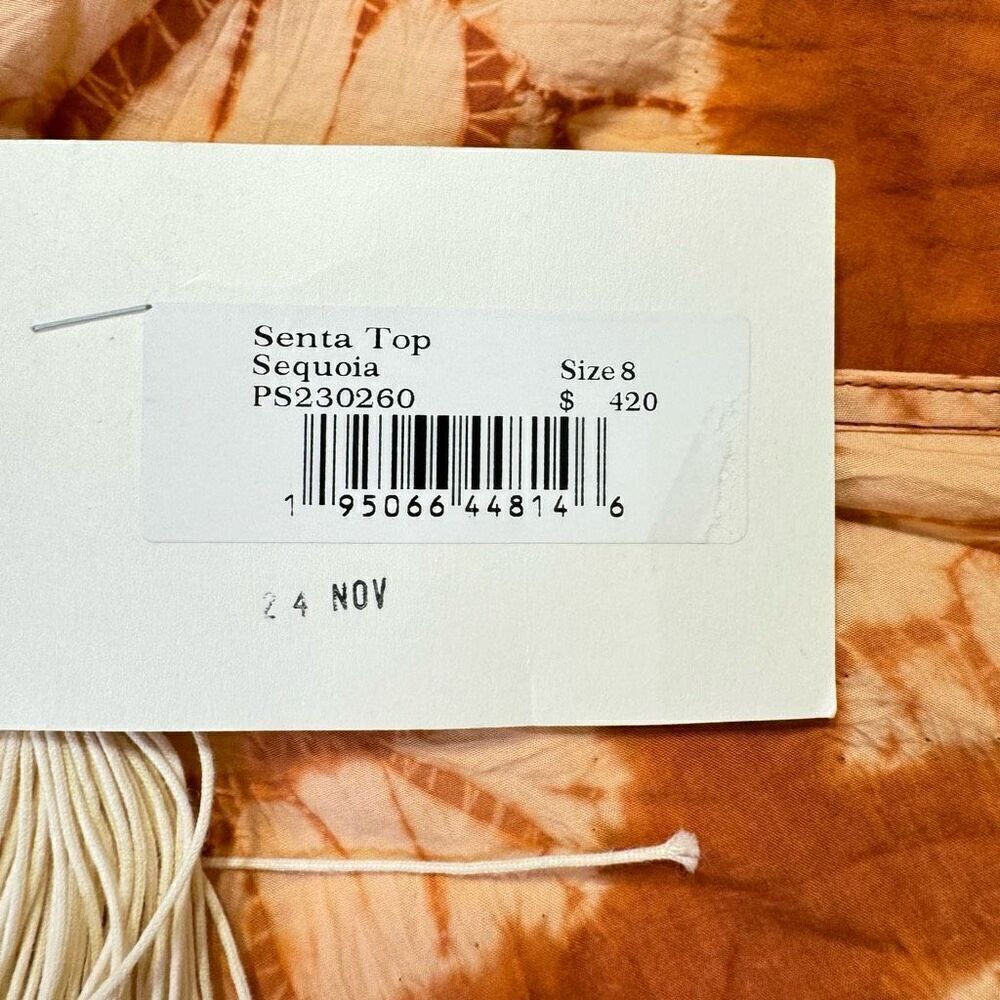 Senta Top
Sequoia Size 8
PS230260 $ 420
1 95066 44814 6
24 NOV